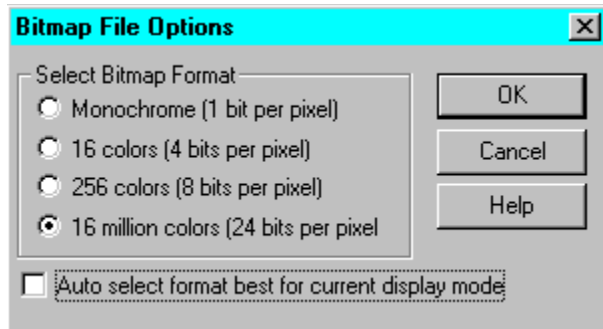 Bitmap File Options
Select Bitmap Format
Monochrome (1 bit per pixel)
16 colors (4 bits per pixel)
256 colors (8 bits per pixel)
16 million colors (24 bits per pixel
OK
Cancel
Help
Auto select format best for current display mode